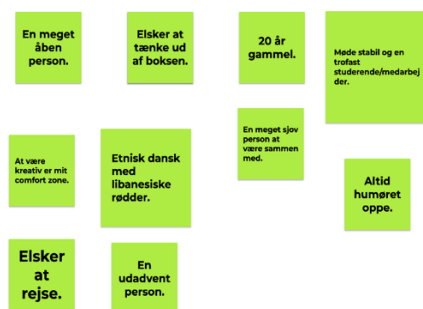 En meget
åben
person.
Elsker at
tænke ud
af boksen.
20 år
gammel.
Møde stabil og en
trofast
studerende/medarbej
der.
At være
kreativ er mit
comfort zone.
Etnisk dansk
med
libanesiske
rødder.
En meget sjov
person at
være sammen
med.
Altid
humøret
oppe.
Elsker
at
rejse.
En
udadvent
person.